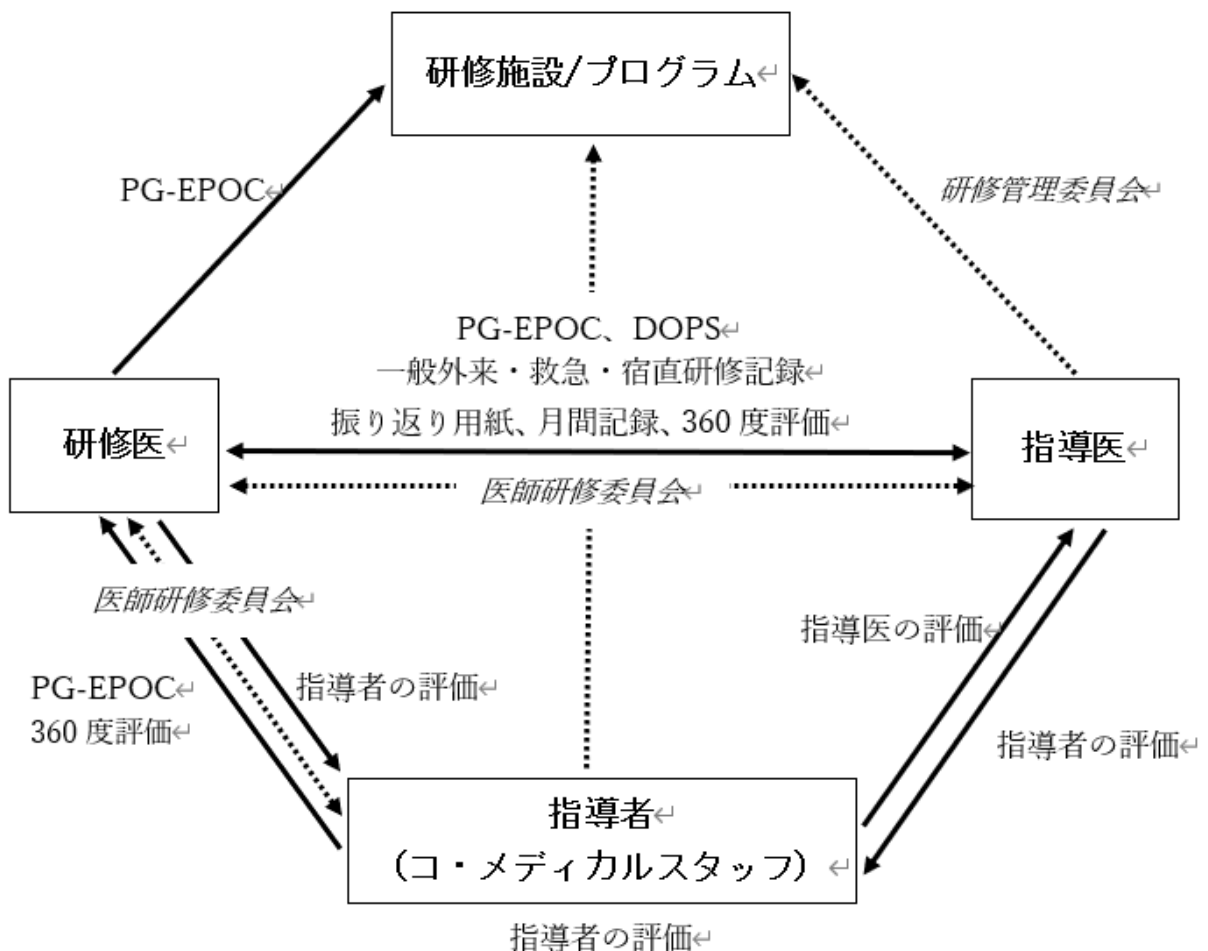 研修施設/プログラム↵
PG-EPOC↵
研修管理委員会↵
PG-EPOC、DOPS↵
一般外来・救急・宿直研修記録↵
振り返り用紙、月間記録、360 度評価↵
研修医↵
指導医↵
医師研修委員会↵
医師研修委員会↵
指導医の評価↵
PG-EPOC↵
360 度評価↵
指導者の評価↵
指導者の評価↵
指導者↵
（コ・メディカルスタッフ）↵
指導者の評価↵